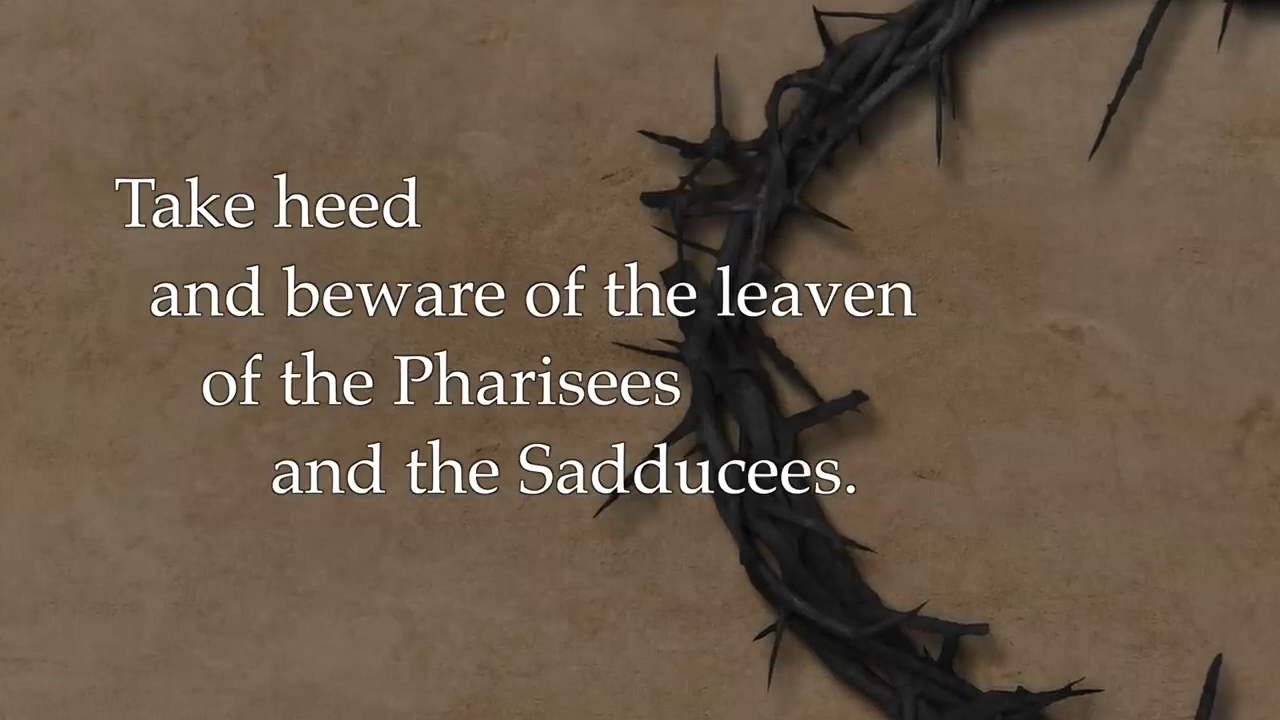 Take heed
and beware of the leaven
of the Pharisees
and the Sadducees.